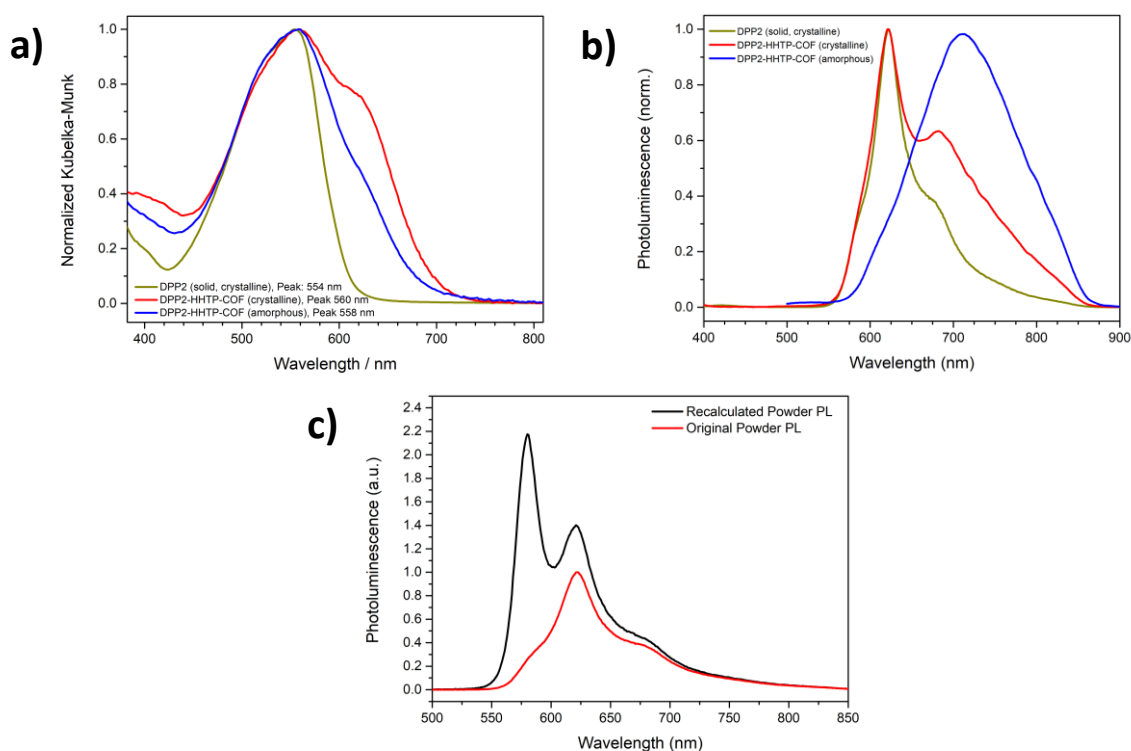 a)
1.0
0.8
0.6
0.4
0.2
0.0
Normalized Kubelka-Munk
DPP2 (solid, crystalline), Peak: 554 nm
DPP2-HHTP-COF (crystalline), Peak 560 nm
DPP2-HHTP-COF (amorphous), Peak 558 nm
400 500 600 700 800
Wavelength / nm
b)
DPP2 (solid, crystalline)
DPP2-HHTP-COF (crystalline)
DPP2-HHTP-COF (amorphous)
1.0
0.8
0.6
0.4
0.2
0.0
Photoluminescence (norm.)
400 500 600 700 800 900
Wavelength (nm)
c)
Recalculated Powder PL
Original Powder PL
2.4
2.2
2.0
1.8
1.6
1.4
1.2
1.0
0.8
0.6
0.4
0.2
0.0
Photoluminescence (a.u.)
500 550 600 650 700 750 800 850
Wavelength (nm)